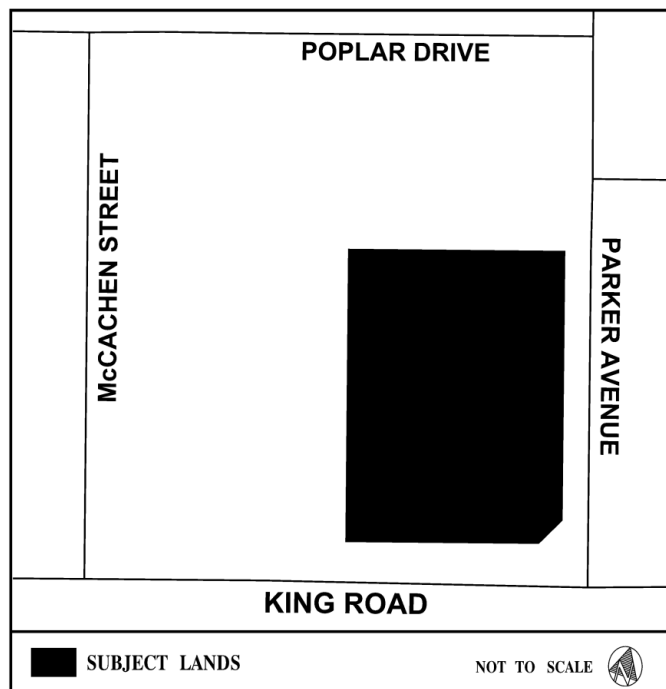 POPLAR DRIVE
McCACHEN STREET
PARKER AVENUE
KING ROAD
SUBJECT LANDS
NOT TO SCALE